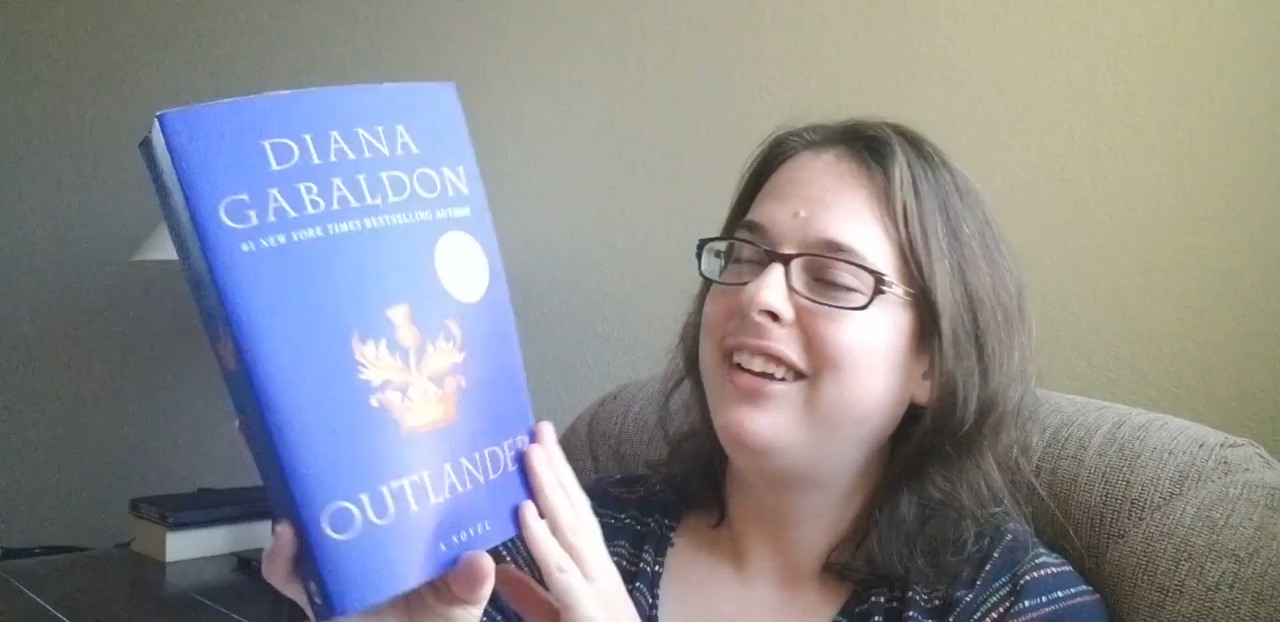 DIANA
GABALDON
#1 NEW YORK TIMES BESTSELLING AUTHOR
OUTLANDER
A NOVEL